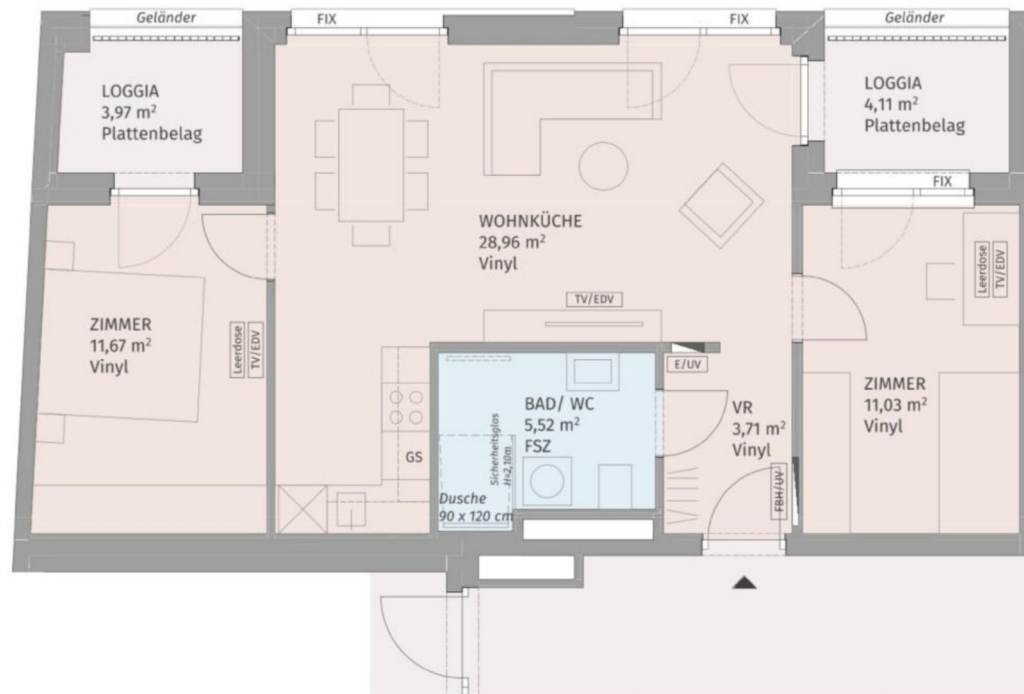 Geländer
FIX
FIX
Geländer
LOGGIA
3,97 m²
Plattenbelag
LOGGIA
4,11 m²
Plattenbelag
FIX
WOHNKÜCHE
28,96 m²
Vinyl
TV/EDV
Leerdose
TV/EDV
ZIMMER
11,67 m²
Vinyl
Leerdose
TV/EDV
E/UV
BAD/ WC
5,52 m²
FSZ
VR
3,71 m²
Vinyl
ZIMMER
11,03 m²
Vinyl
GS
Sicherheitsglas
H=2,10m
Dusche
90 x 120 cm
FBH/UV